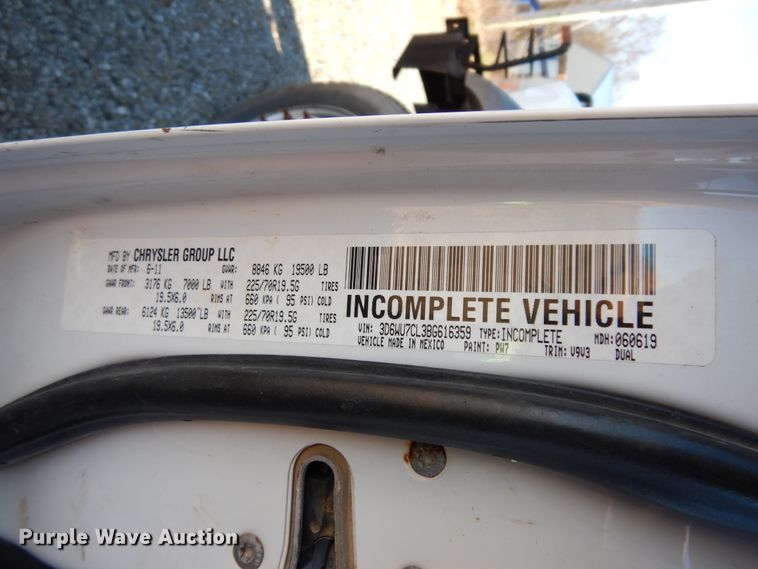 MFD BY CHRYSLER GROUP LLC
DATE OF MFR: 6-11 GVWR: 8846 KG 19500 LB
GAWR FRONT: 3176 KG 7000 LB WITH 225/70R19.5G TIRES
19.5X6.0 RIMS AT 660 KPA ( 95 PSI) COLD
GAWR REAR: 6124 KG 13500 LB WITH 225/70R19.5G TIRES
19.5X6.0 RIMS AT 660 KPA ( 95 PSI) COLD
INCOMPLETE VEHICLE
VIN: 3D6WU7CL3BG616359 TYPE: INCOMPLETE MDH: 060619
VEHICLE MADE IN MEXICO PAINT: PW7 TRIM: V9V3 DUAL
Purple Wave Auction